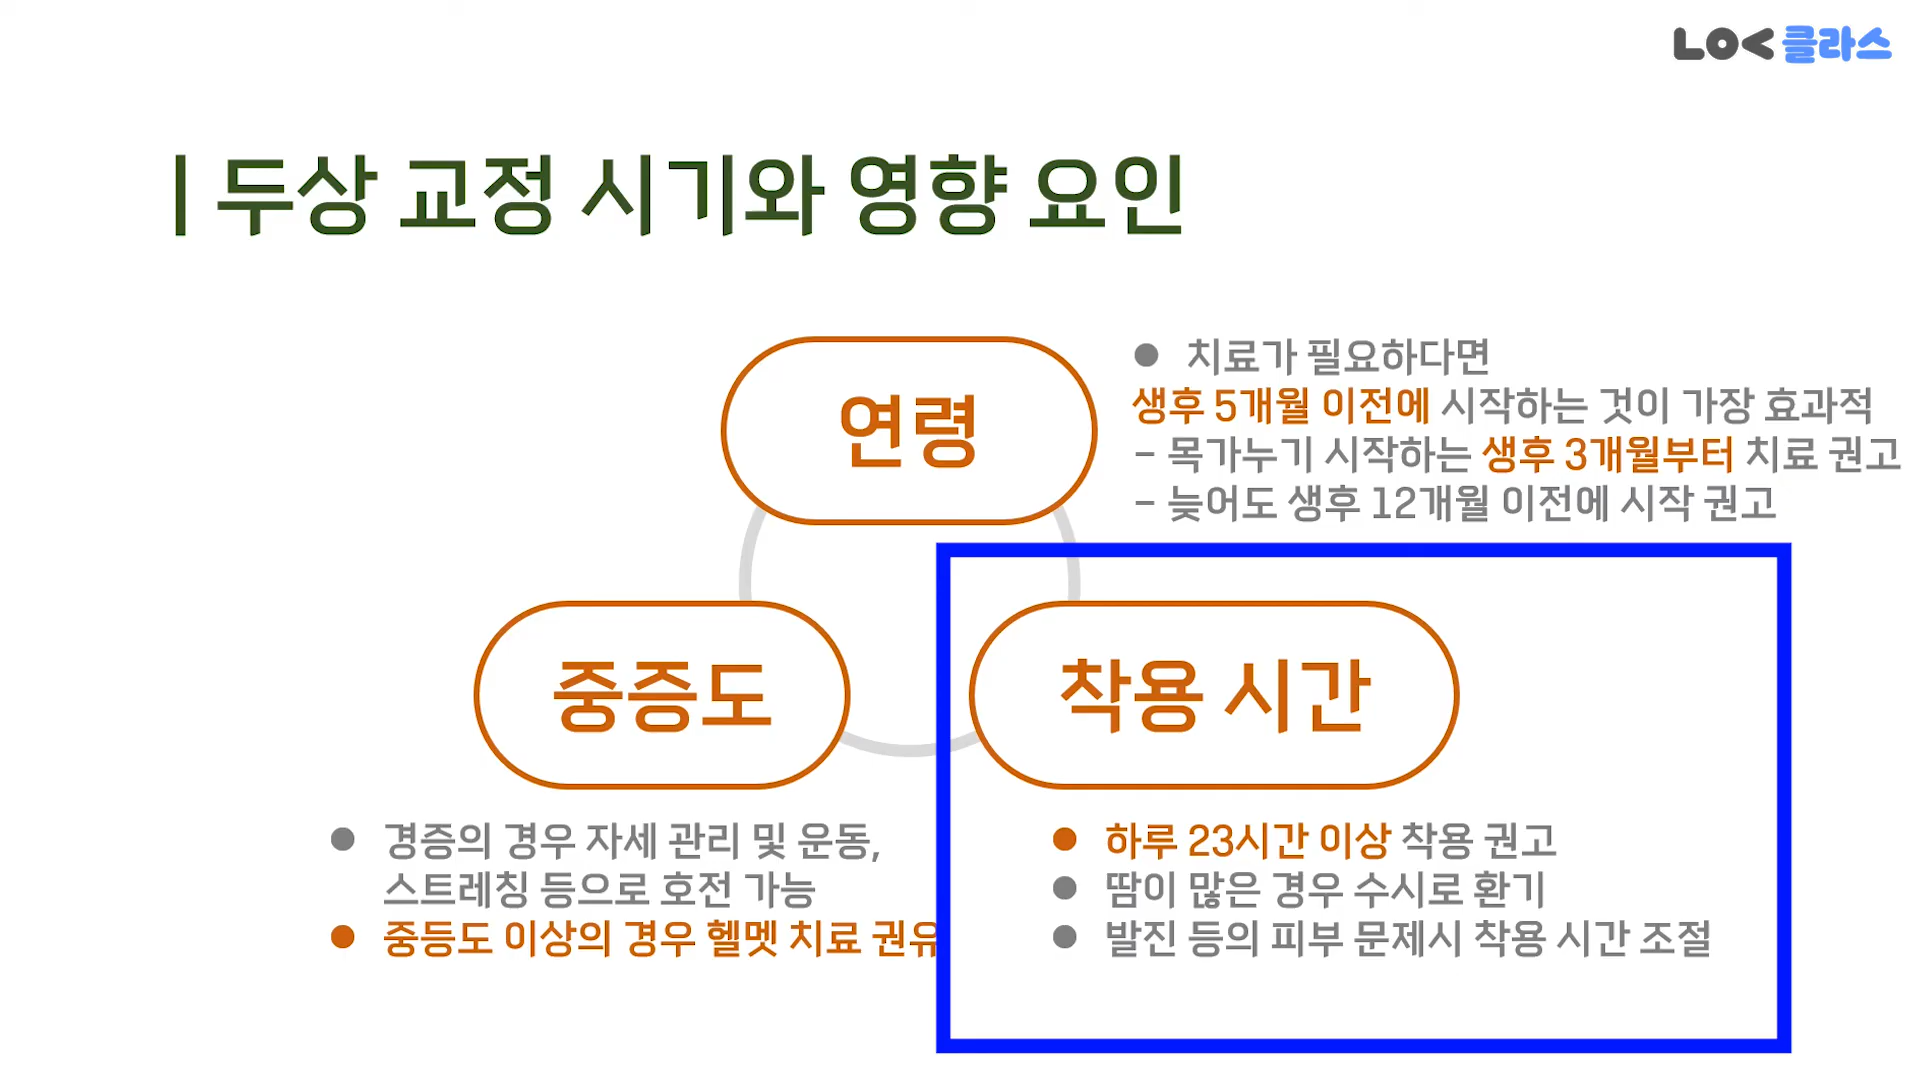 LOC 클라스
| 두상 교정 시기와 영향 요인
연령
● 치료가 필요하다면
생후 5개월 이전에 시작하는 것이 가장 효과적
- 목가누기 시작하는 생후 3개월부터 치료 권고
- 늦어도 생후 12개월 이전에 시작 권고
중증도
● 경증의 경우 자세 관리 및 운동,
스트레칭 등으로 호전 가능
● 중등도 이상의 경우 헬멧 치료 권유
착용 시간
● 하루 23시간 이상 착용 권고
● 땀이 많은 경우 수시로 환기
● 발진 등의 피부 문제시 착용 시간 조절